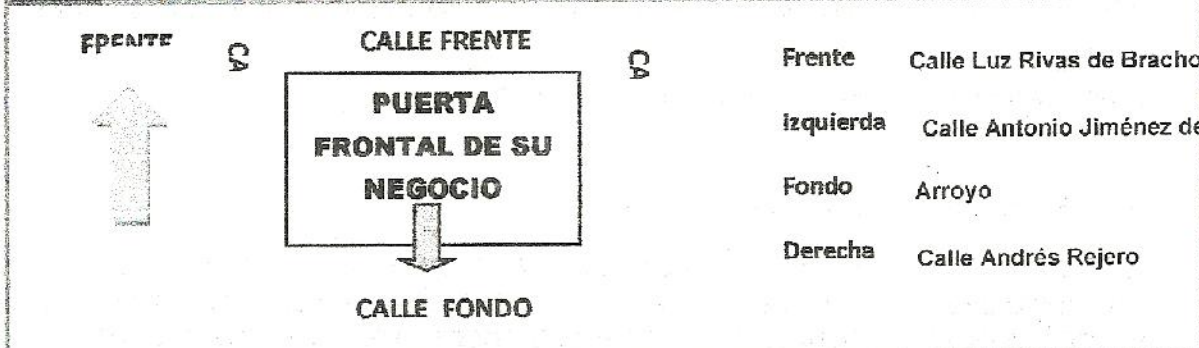 FRENTE
CA
CALLE FRENTE
CA
PUERTA
FRONTAL DE SU
NEGOCIO
CALLE FONDO
Frente Calle Luz Rivas de Bracho
Izquierda Calle Antonio Jiménez de
Fondo Arroyo
Derecha Calle Andrés Rejero